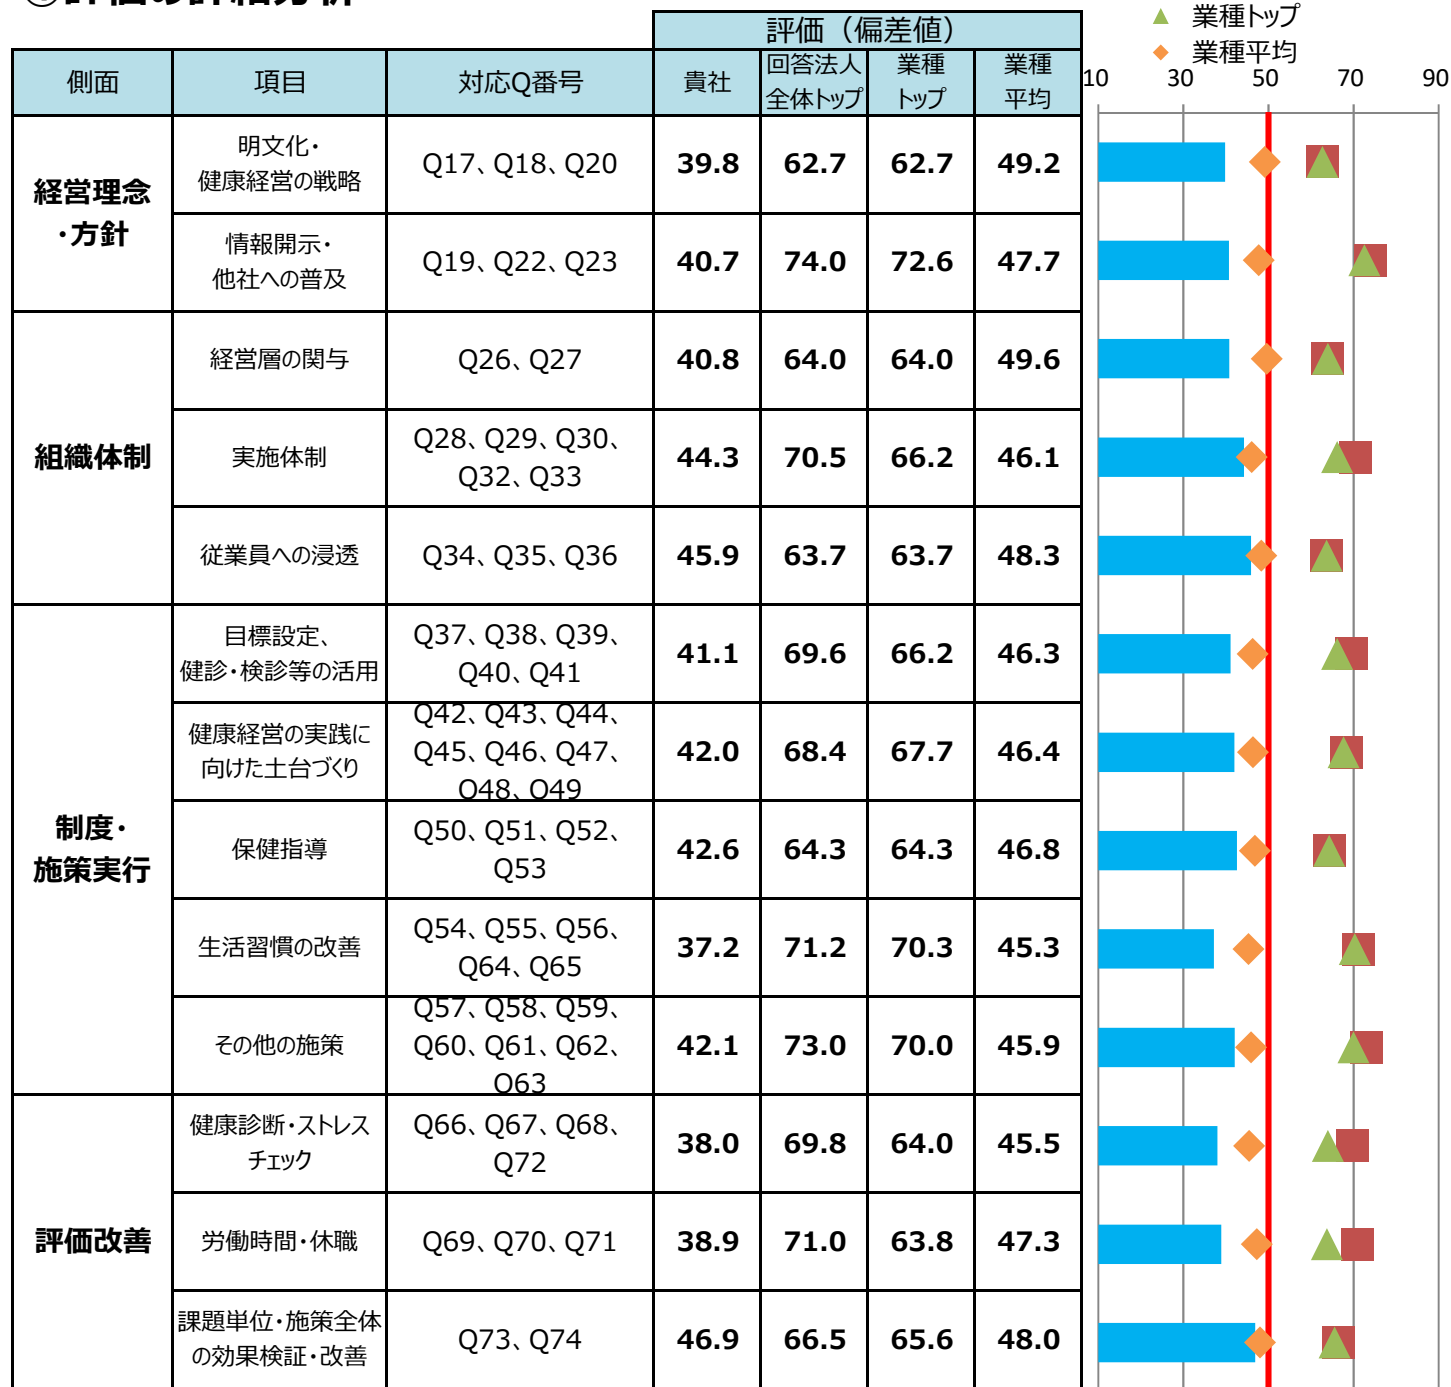 評価の詳細分析
評価（偏差値）
業種トップ
業種平均
側面 項目 対応Q番号 貴社 回答法人全体トップ 業種トップ 業種平均
10 30 50 70 90
経営理念・方針
明文化・健康経営の戦略 Q17、Q18、Q20 39.8 62.7 62.7 49.2
情報開示・他社への普及 Q19、Q22、Q23 40.7 74.0 72.6 47.7
組織体制
経営層の関与 Q26、Q27 40.8 64.0 64.0 49.6
実施体制 Q28、Q29、Q30、Q32、Q33 44.3 70.5 66.2 46.1
従業員への浸透 Q34、Q35、Q36 45.9 63.7 63.7 48.3
制度・施策実行
目標設定、健診・検診等の活用 Q37、Q38、Q39、Q40、Q41 41.1 69.6 66.2 46.3
健康経営の実践に向けた土台づくり Q42、Q43、Q44、Q45、Q46、Q47、Q48、Q49 42.0 68.4 67.7 46.4
保健指導 Q50、Q51、Q52、Q53 42.6 64.3 64.3 46.8
生活習慣の改善 Q54、Q55、Q56、Q64、Q65 37.2 71.2 70.3 45.3
その他の施策 Q57、Q58、Q59、Q60、Q61、Q62、Q63 42.1 73.0 70.0 45.9
評価改善
健康診断・ストレスチェック Q66、Q67、Q68、Q72 38.0 69.8 64.0 45.5
労働時間・休職 Q69、Q70、Q71 38.9 71.0 63.8 47.3
課題単位・施策全体の効果検証・改善 Q73、Q74 46.9 66.5 65.6 48.0